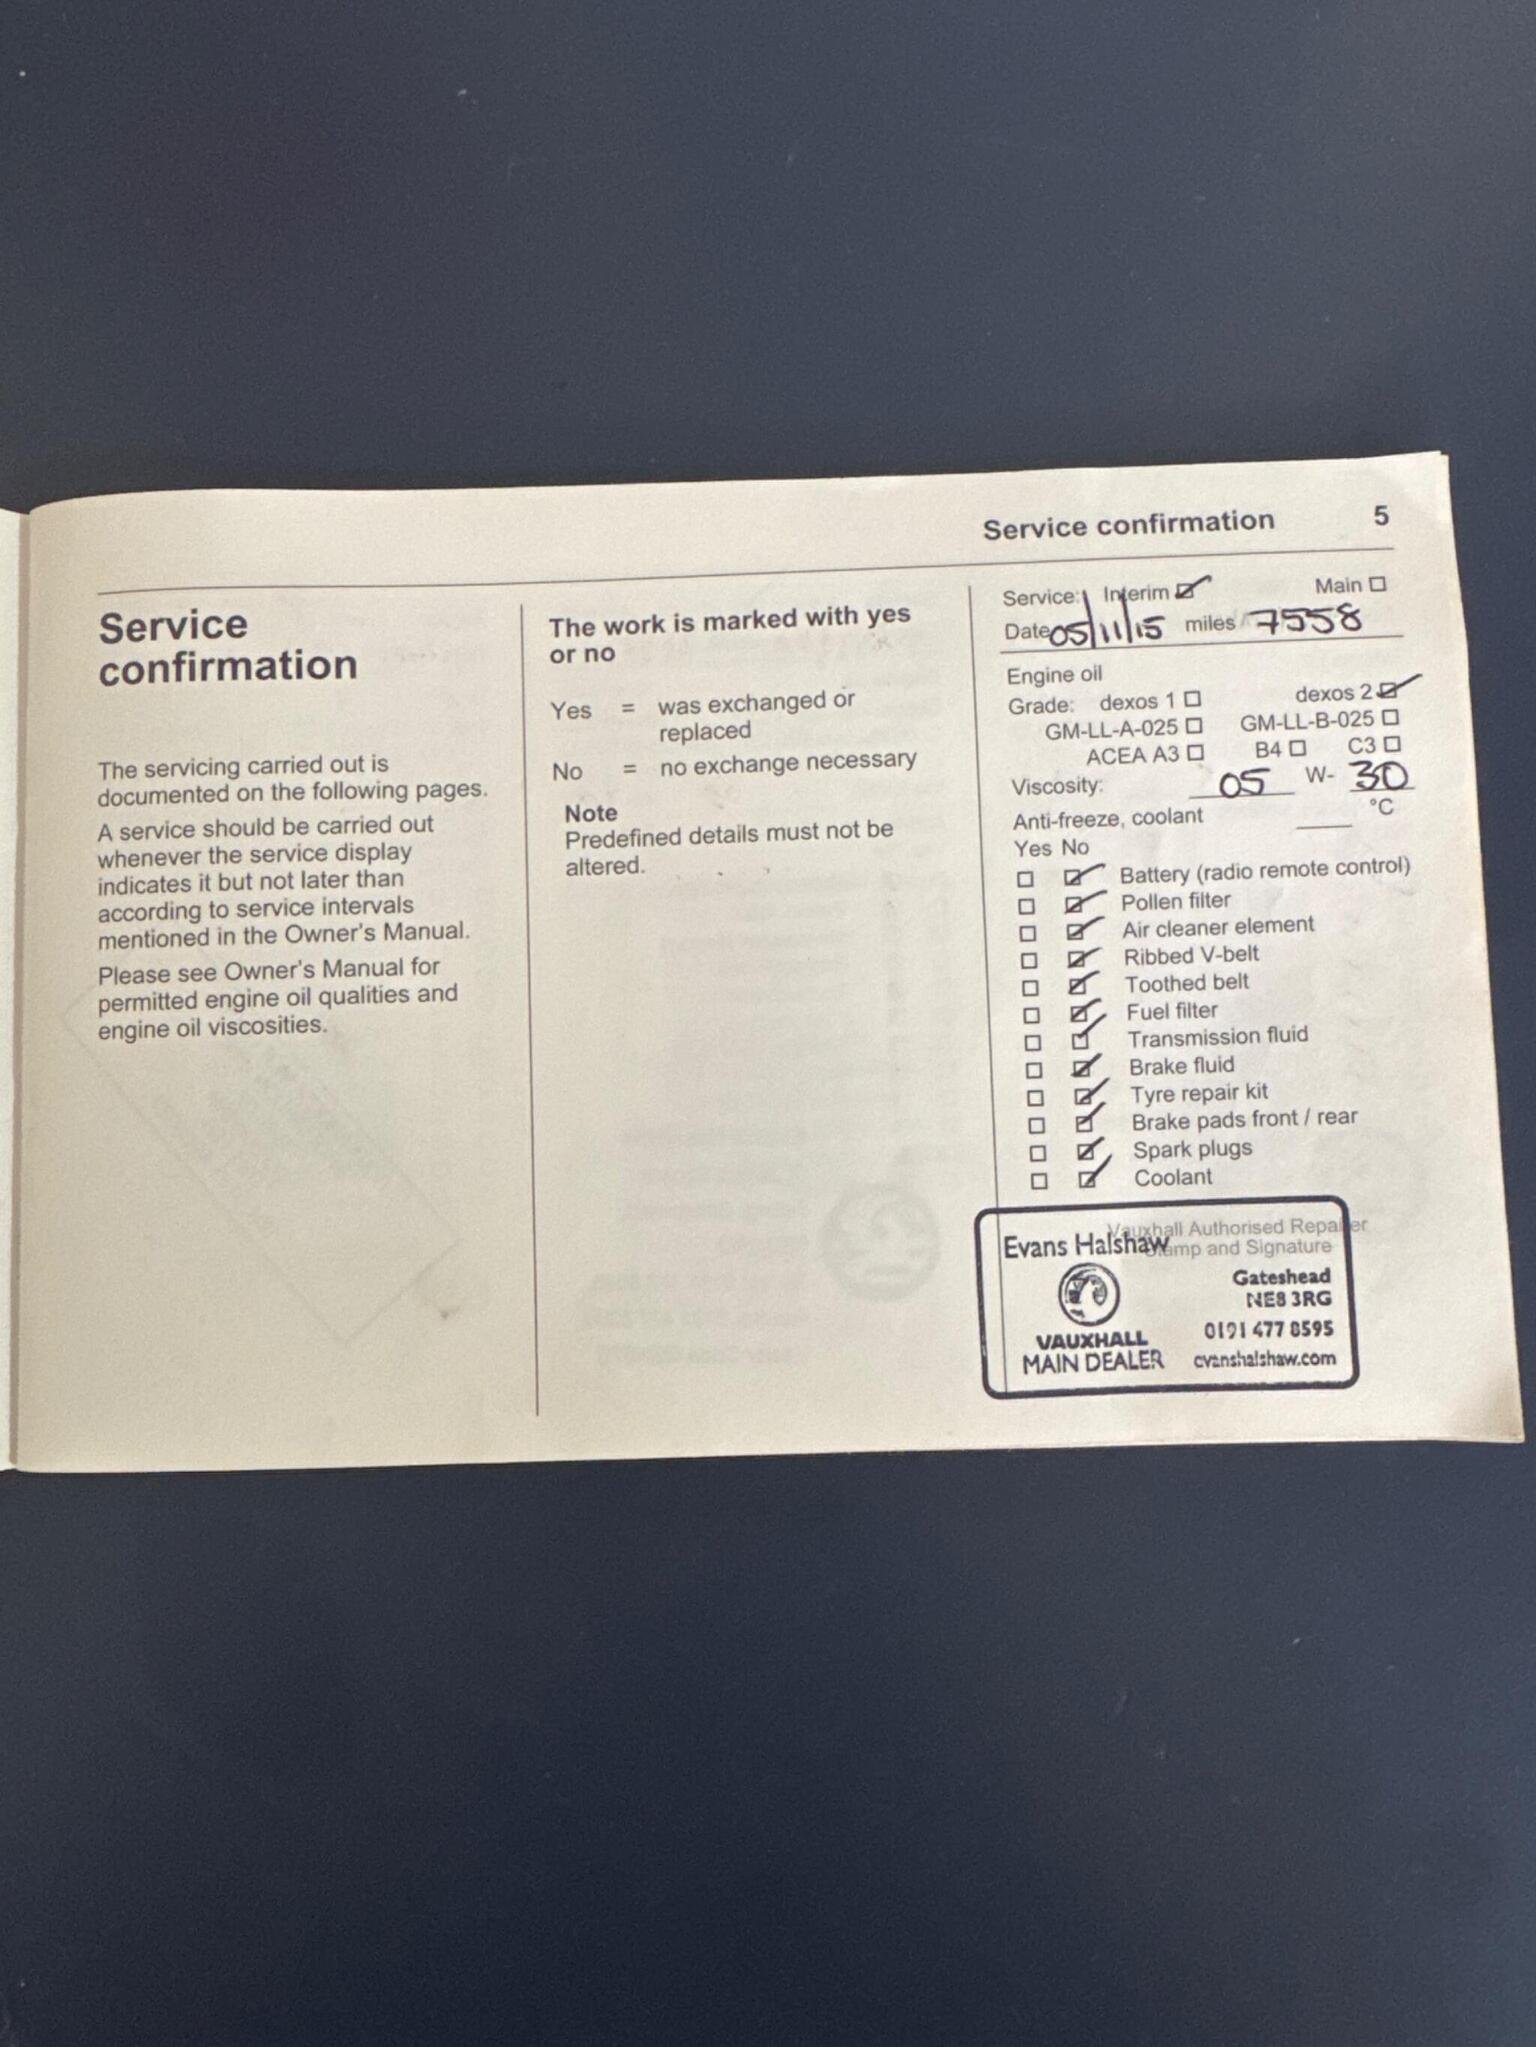 Service confirmation 5
Service
confirmation
The servicing carried out is
documented on the following pages.
A service should be carried out
whenever the service display
indicates it but not later than
according to service intervals
mentioned in the Owner's Manual.
Please see Owner's Manual for
permitted engine oil qualities and
engine oil viscosities.
The work is marked with yes
or no
Yes = was exchanged or
replaced
No = no exchange necessary
Note
Predefined details must not be
altered.
Service: Interim Main
Date 05/11/15 miles 7558
Engine oil
Grade: dexos 1 dexos 2
GM-LL-A-025 GM-LL-B-025
ACEA A3 B4 C3
Viscosity: 05 W- 30
Anti-freeze, coolant °C
Yes No
Battery (radio remote control)
Pollen filter
Air cleaner element
Ribbed V-belt
Toothed belt
Fuel filter
Transmission fluid
Brake fluid
Tyre repair kit
Brake pads front / rear
Spark plugs
Coolant
Vauxhall Authorised Repairer
Stamp and Signature
Evans Halshaw
VAUXHALL
MAIN DEALER
Gateshead
NE8 3RG
0191 477 8595
evanshalshaw.com